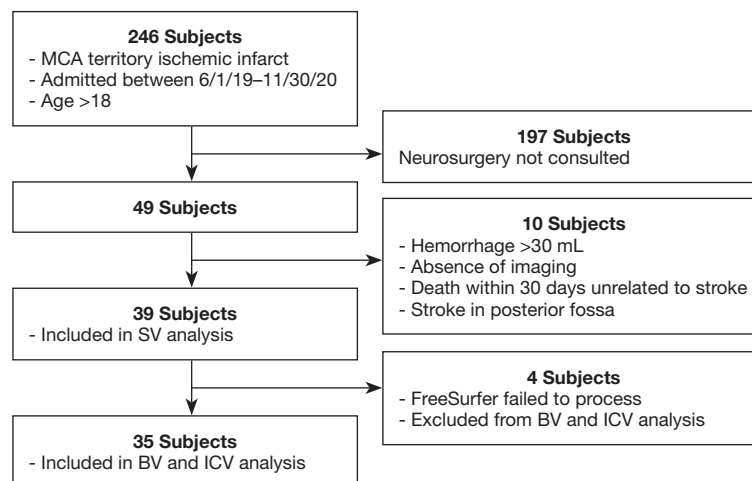 246 Subjects
- MCA territory ischemic infarct
- Admitted between 6/1/19–11/30/20
- Age >18
197 Subjects
Neurosurgery not consulted
49 Subjects
10 Subjects
- Hemorrhage >30 mL
- Absence of imaging
- Death within 30 days unrelated to stroke
- Stroke in posterior fossa
39 Subjects
- Included in SV analysis
4 Subjects
- FreeSurfer failed to process
- Excluded from BV and ICV analysis
35 Subjects
- Included in BV and ICV analysis